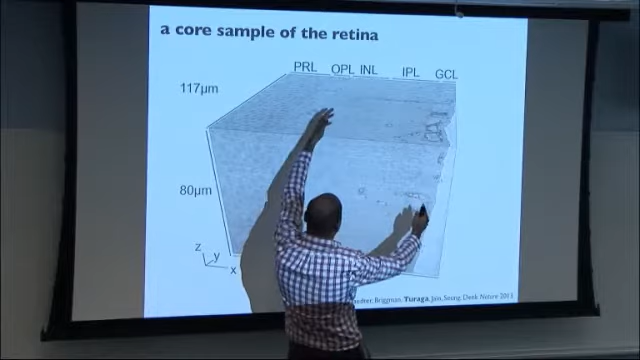 a core sample of the retina
PRL OPL INL IPL GCL
117µm
80µm
z
y
x
Briggman, Turaga, Jain, Seung, Denk Nature 2013